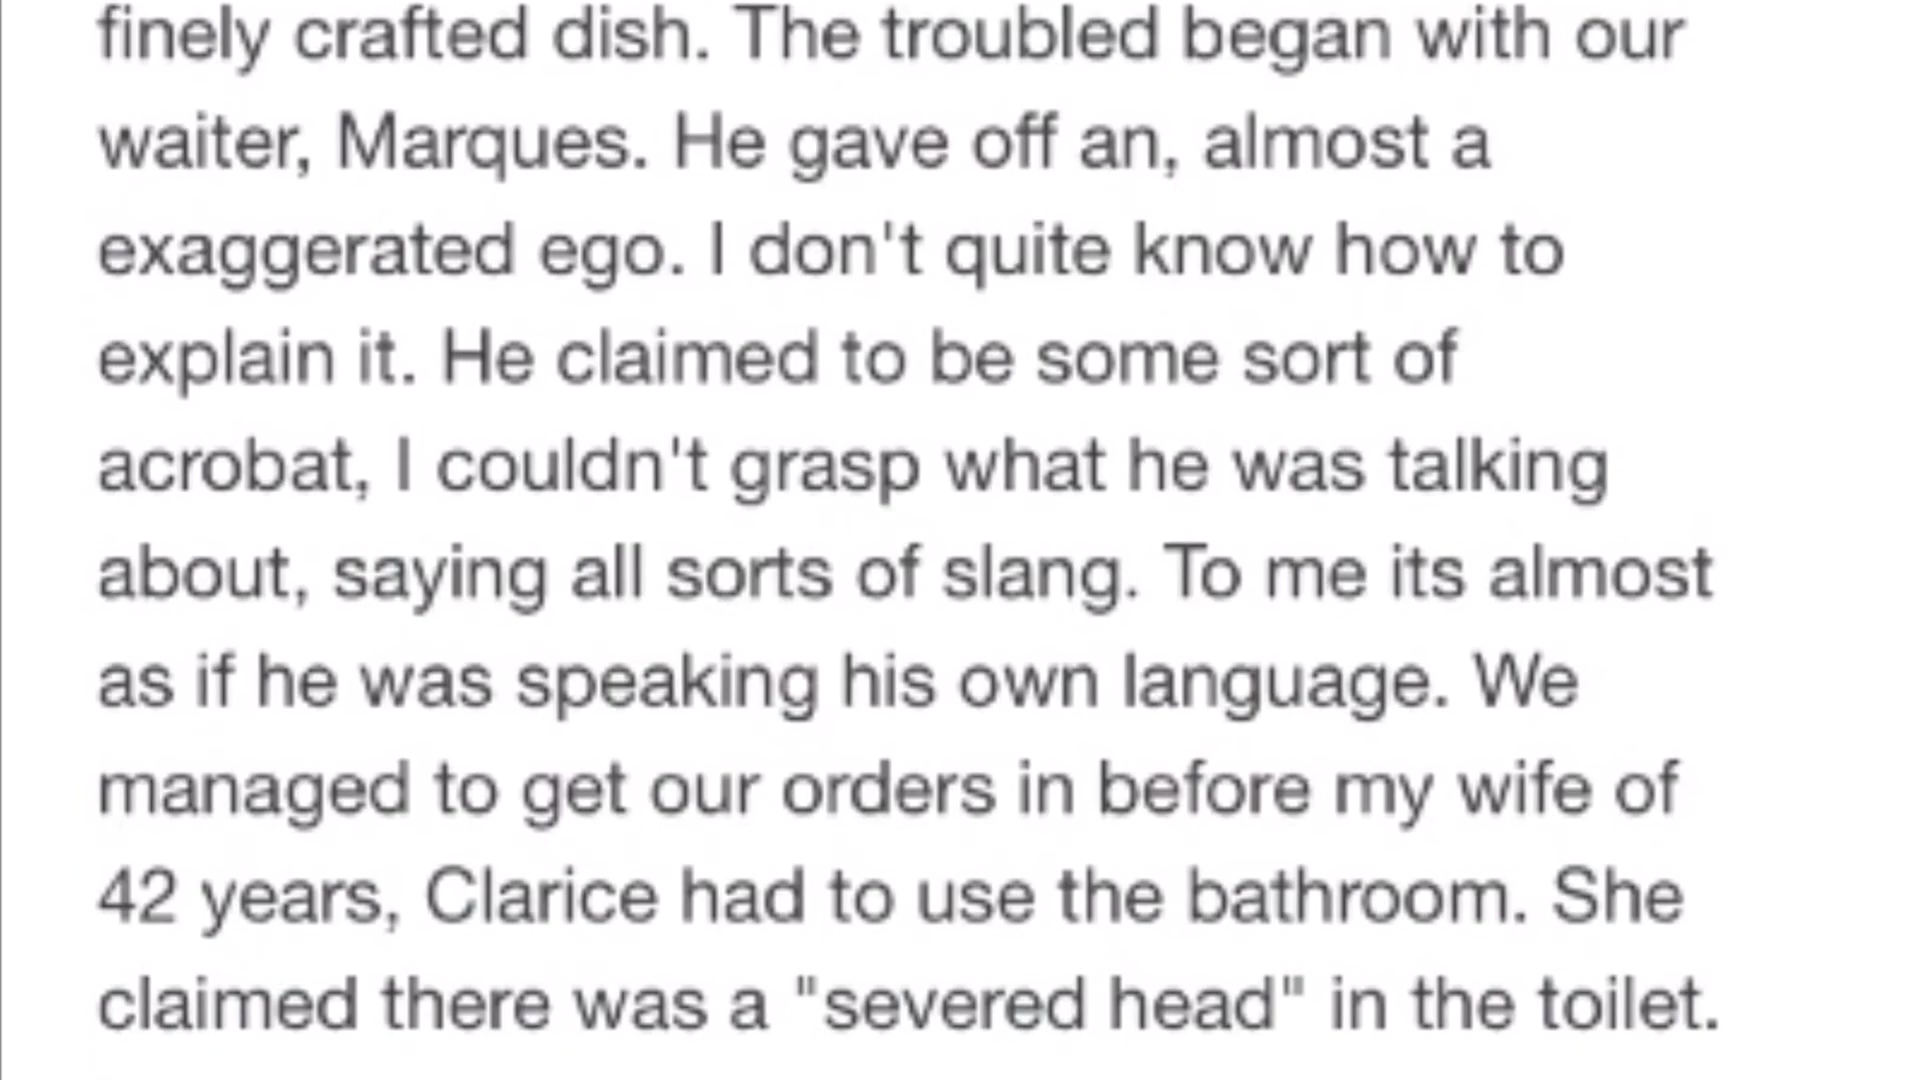 finely crafted dish. The troubled began with our
waiter, Marques. He gave off an, almost a
exaggerated ego. I don't quite know how to
explain it. He claimed to be some sort of
acrobat, I couldn't grasp what he was talking
about, saying all sorts of slang. To me its almost
as if he was speaking his own language. We
managed to get our orders in before my wife of
42 years, Clarice had to use the bathroom. She
claimed there was a "severed head" in the toilet.